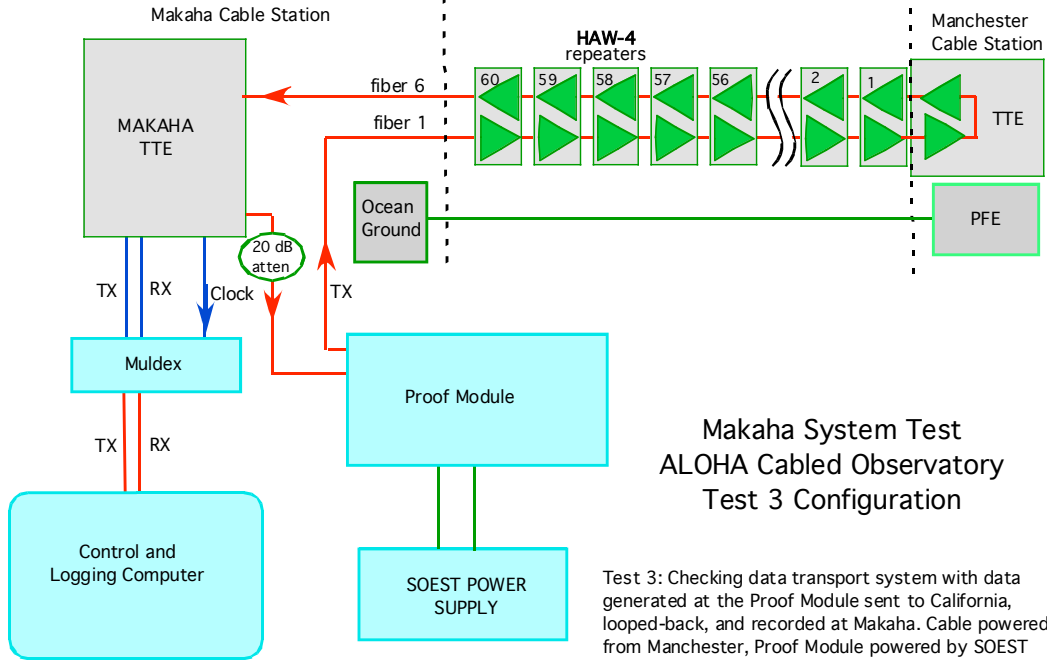 Makaha Cable Station
HAW-4
repeaters
Manchester
Cable Station
60
59
58
57
56
2
1
fiber 6
fiber 1
MAKAHA
TTE
TTE
Ocean
Ground
PFE
20 dB
atten
TX
RX
Clock
TX
Muldex
Proof Module
TX
RX
Makaha System Test
ALOHA Cabled Observatory
Test 3 Configuration
Control and
Logging Computer
SOEST POWER
SUPPLY
Test 3: Checking data transport system with data
generated at the Proof Module sent to California,
looped-back, and recorded at Makaha. Cable powered
from Manchester, Proof Module powered by SOEST